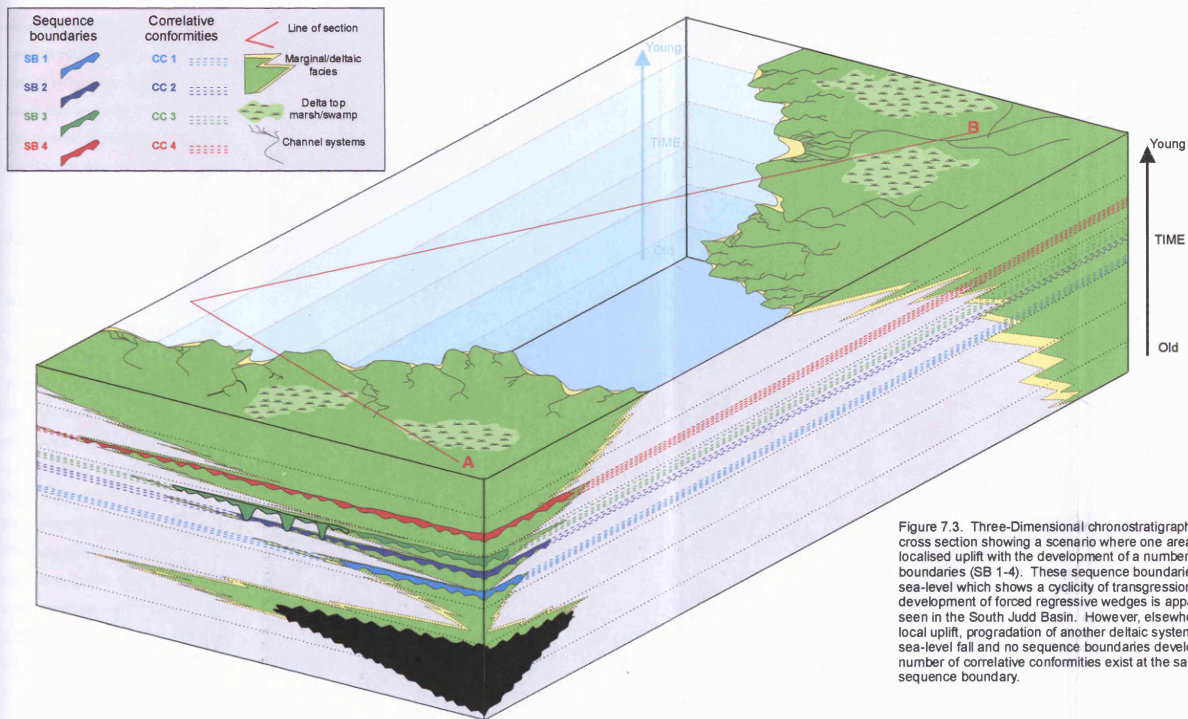 Sequence
boundaries
Correlative
conformities
Line of section
SB 1
CC 1
Marginal/deltaic
facies
SB 2
CC 2
SB 3
CC 3
Delta top
marsh/swamp
SB 4
CC 4
Channel systems
Young
TIME
Old
B
A
Young
TIME
Old
Figure 7.3. Three-Dimensional chronostratigraph
cross section showing a scenario where one area
localised uplift with the development of a number
boundaries (SB 1-4). These sequence boundarie
sea-level which shows a cyclicity of transgression
development of forced regressive wedges is appa
seen in the South Judd Basin. However, elsewhe
local uplift, progradation of another deltaic system
sea-level fall and no sequence boundaries develo
number of correlative conformities exist at the sa
sequence boundary.